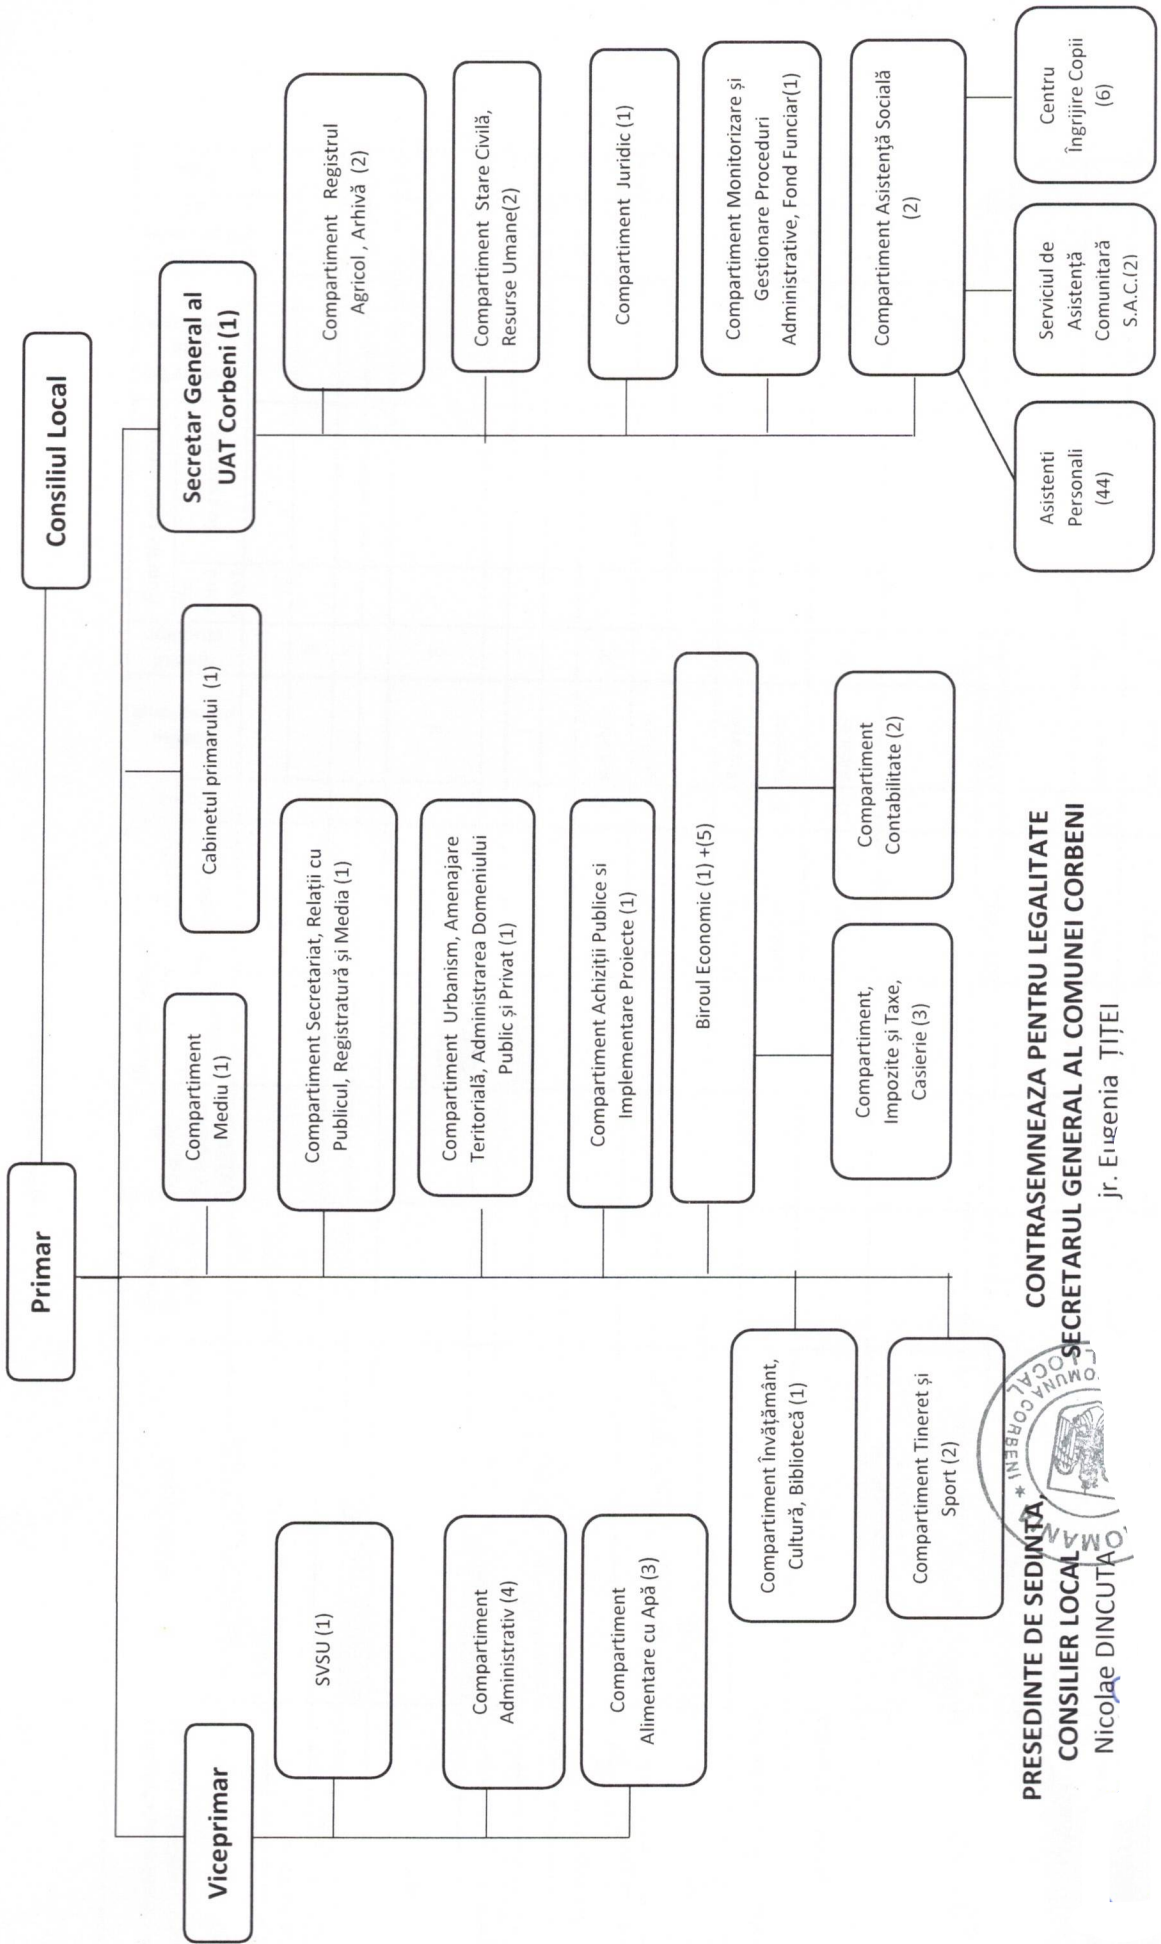 Consiliul Local
Primar
Viceprimar
Secretar General al
UAT Corbeni (1)
Cabinetul primarului (1)
Compartiment
Mediu (1)
Compartiment Secretariat, Relații cu
Publicul, Registratură și Media (1)
Compartiment Urbanism, Amenajare
Teritorială, Administrarea Domeniului
Public și Privat (1)
Compartiment Achiziții Publice si
Implementare Proiecte (1)
Biroul Economic (1) +(5)
Compartiment,
Impozite și Taxe,
Casierie (3)
Compartiment
Contabilitate (2)
SVSU (1)
Compartiment
Administrativ (4)
Compartiment
Alimentare cu Apă (3)
Compartiment Învățământ,
Cultură, Bibliotecă (1)
Compartiment Tineret și
Sport (2)
Compartiment Registrul
Agricol , Arhivă (2)
Compartiment Stare Civilă,
Resurse Umane(2)
Compartiment Juridic (1)
Compartiment Monitorizare și
Gestionare Proceduri
Administrative, Fond Funciar(1)
Compartiment Asistență Socială
(2)
Asistenti
Personali
(44)
Serviciul de
Asistență
Comunitară
S.A.C.(2)
Centru
Îngrijire Copii
(6)
PRESEDINTE DE SEDINTA,
CONSILIER LOCAL
Nicolae DINCUTA
COMUNA CORBENI *
LOCAL
CONTRASEMNEAZA PENTRU LEGALITATE
SECRETARUL GENERAL AL COMUNEI CORBENI
jr. Eugenia ȚIȚEI